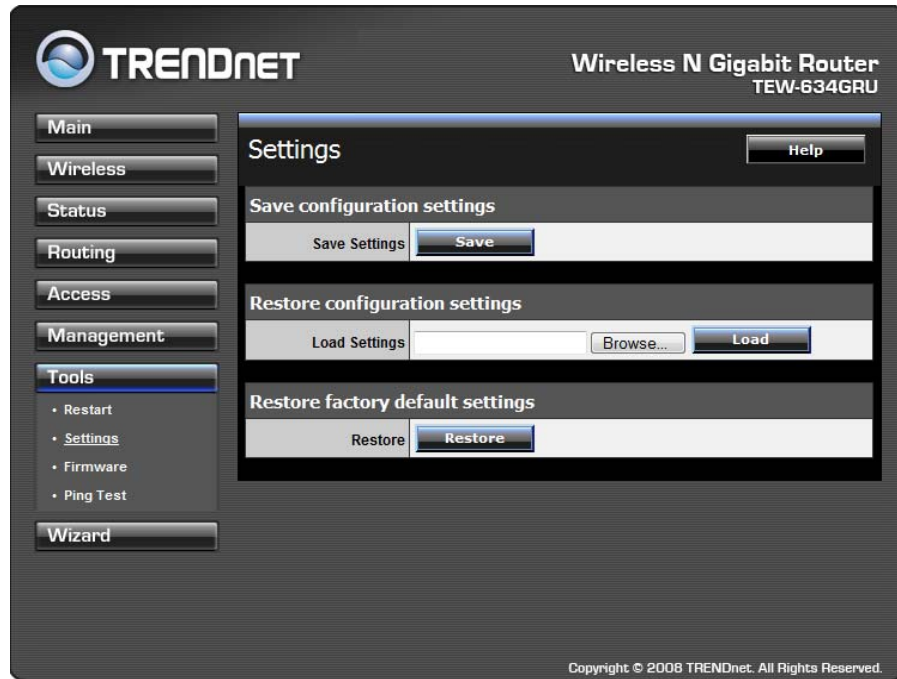 TRENDnet
Wireless N Gigabit Router
TEW-634GRU
Main
Wireless
Status
Routing
Access
Management
Tools
• Restart
• Settings
• Firmware
• Ping Test
Wizard
Settings
Help
Save configuration settings
Save Settings Save
Restore configuration settings
Load Settings Browse... Load
Restore factory default settings
Restore Restore
Copyright © 2008 TRENDnet. All Rights Reserved.